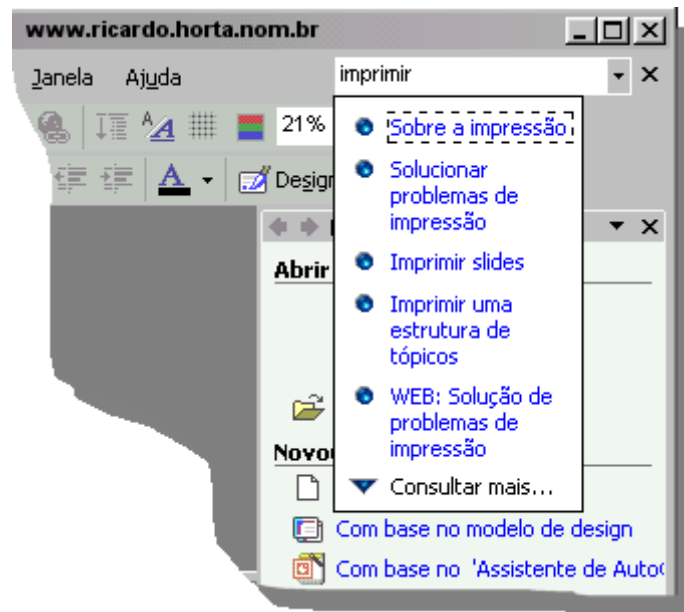 www.ricardo.horta.nom.br
Janela Ajuda
imprimir
21%
Design
Sobre a impressão
Solucionar
problemas de
impressão
Imprimir slides
Imprimir uma
estrutura de
tópicos
WEB: Solução de
problemas de
impressão
Consultar mais...
Abrir
Novo
Com base no modelo de design
Com base no 'Assistente de Auto